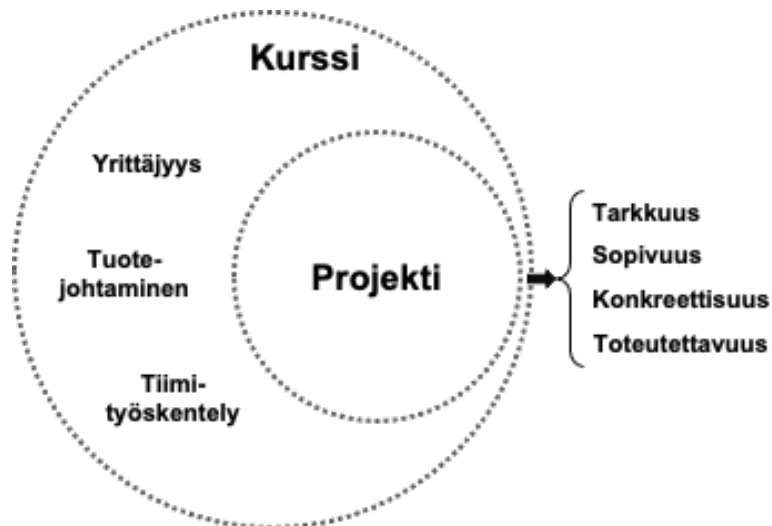 Kurssi
Yrittäjyys
Tuote-
johtaminen
Tiimi-
työskentely
Projekti
Tarkkuus
Sopivuus
Konkreettisuus
Toteutettavuus